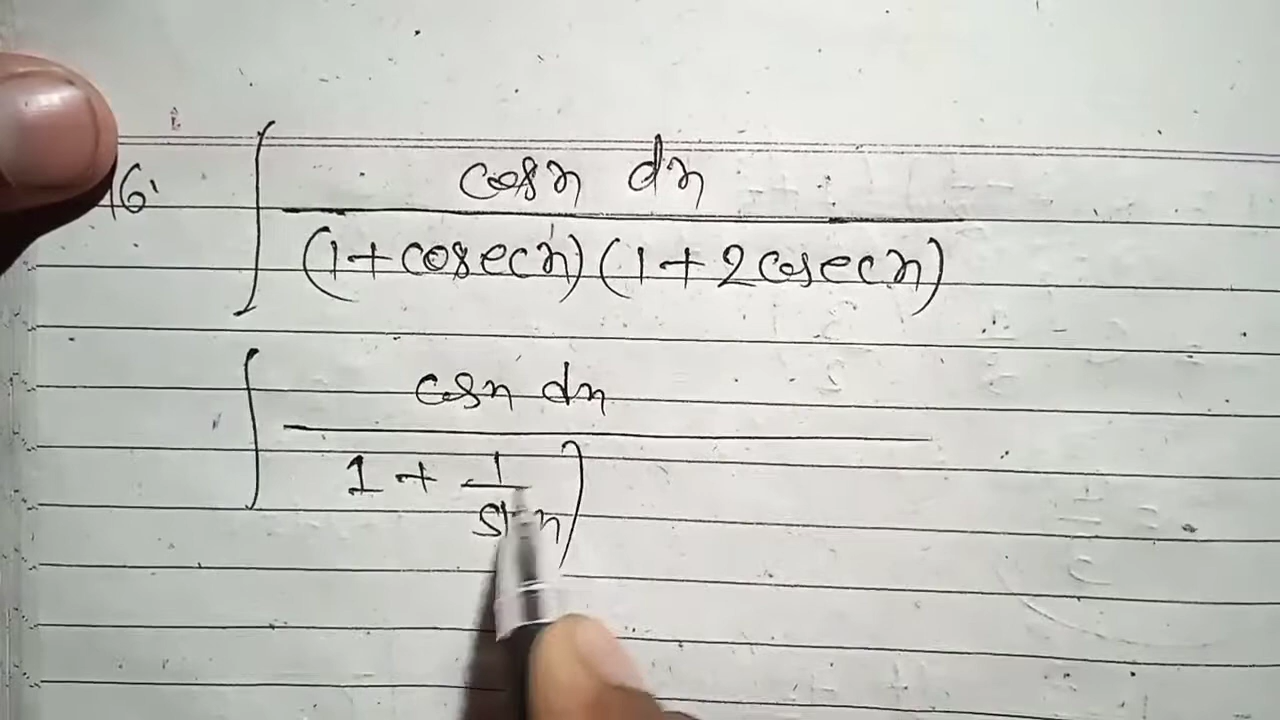 16. ∫ cosx dx / (1+cosecx)(1+2cosecx)
∫ cosx dx / 1 + 1/sinx)